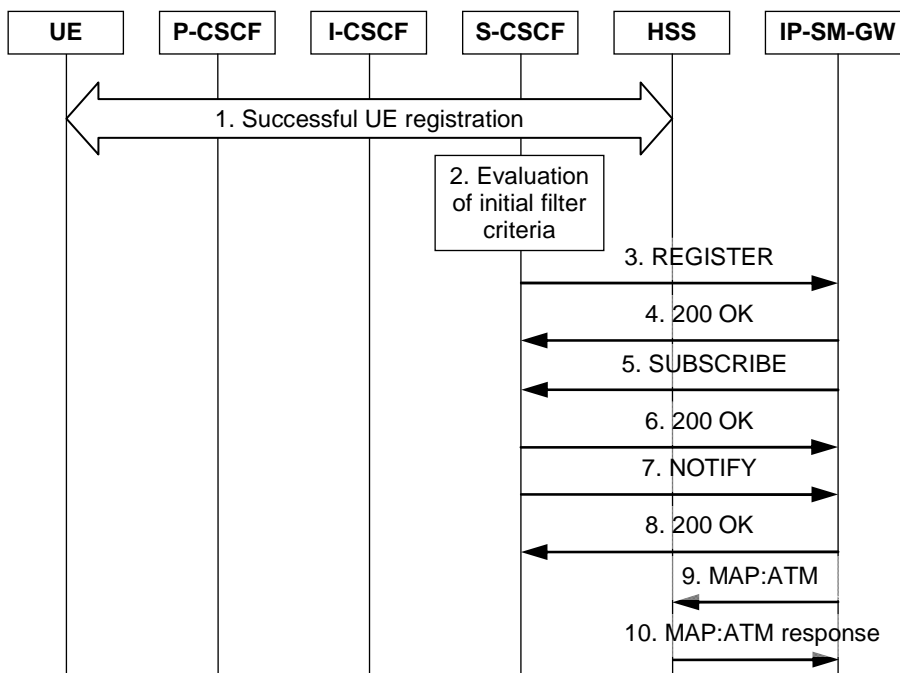 UE P-CSCF I-CSCF S-CSCF HSS IP-SM-GW
1. Successful UE registration
2. Evaluation
of initial filter
criteria
3. REGISTER
4. 200 OK
5. SUBSCRIBE
6. 200 OK
7. NOTIFY
8. 200 OK
9. MAP:ATM
10. MAP:ATM response